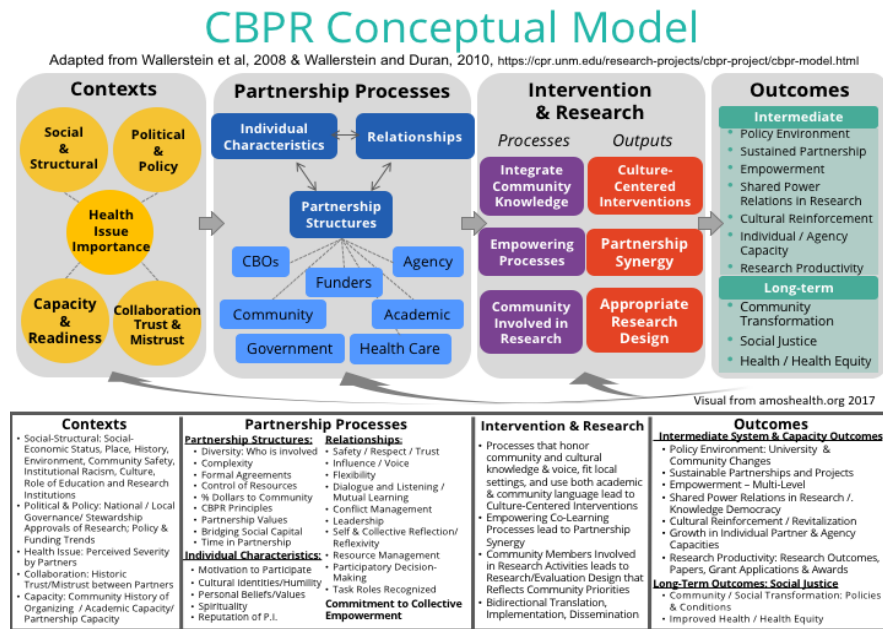 CBPR Conceptual Model
Adapted from Wallerstein et al, 2008 & Wallerstein and Duran, 2010, https://cpr.unm.edu/research-projects/cbpr-project/cbpr-model.html
Contexts
Social
&
Structural
Political
&
Policy
Health
Issue
Importance
Capacity
&
Readiness
Collaboration
Trust &
Mistrust
Partnership Processes
Individual
Characteristics
Relationships
Partnership
Structures
CBOs
Agency
Funders
Community
Academic
Government
Health Care
Intervention
& Research
Processes
Outputs
Integrate
Community
Knowledge
Culture-
Centered
Interventions
Empowering
Processes
Partnership
Synergy
Community
Involved in
Research
Appropriate
Research
Design
Outcomes
Intermediate
• Policy Environment
• Sustained Partnership
• Empowerment
• Shared Power
Relations in Research
• Cultural Reinforcement
• Individual / Agency
Capacity
• Research Productivity
Long-term
• Community
Transformation
• Social Justice
• Health / Health Equity
Visual from amoshealth.org 2017
Contexts
• Social-Structural: Social-
Economic Status, Place, History,
Environment, Community Safety,
Institutional Racism, Culture,
Role of Education and Research
Institutions
• Political & Policy: National / Local
Governance/ Stewardship
Approvals of Research; Policy &
Funding Trends
• Health Issue: Perceived Severity
by Partners
• Collaboration: Historic
Trust/Mistrust between Partners
• Capacity: Community History of
Organizing / Academic Capacity/
Partnership Capacity
Partnership Processes
Partnership Structures:
• Diversity: Who is involved
• Complexity
• Formal Agreements
• Control of Resources
• % Dollars to Community
• CBPR Principles
• Partnership Values
• Bridging Social Capital
• Time in Partnership
Individual Characteristics:
• Motivation to Participate
• Cultural Identities/Humility
• Personal Beliefs/Values
• Spirituality
• Reputation of P.I.
Relationships:
• Safety / Respect / Trust
• Influence / Voice
• Flexibility
• Dialogue and Listening /
Mutual Learning
• Conflict Management
• Leadership
• Self & Collective Reflection/
Reflexivity
• Resource Management
• Participatory Decision-
Making
• Task Roles Recognized
Commitment to Collective
Empowerment
Intervention & Research
• Processes that honor
community and cultural
knowledge & voice, fit local
settings, and use both academic
& community language lead to
Culture-Centered Interventions
• Empowering Co-Learning
Processes lead to Partnership
Synergy
• Community Members Involved
in Research Activities leads to
Research/Evaluation Design that
Reflects Community Priorities
• Bidirectional Translation,
Implementation, Dissemination
Outcomes
Intermediate System & Capacity Outcomes
• Policy Environment: University &
Community Changes
• Sustainable Partnerships and Projects
• Empowerment – Multi-Level
• Shared Power Relations in Research /.
Knowledge Democracy
• Cultural Reinforcement / Revitalization
• Growth in Individual Partner & Agency
Capacities
• Research Productivity: Research Outcomes,
Papers, Grant Applications & Awards
Long-Term Outcomes: Social Justice
• Community / Social Transformation: Policies
& Conditions
• Improved Health / Health Equity